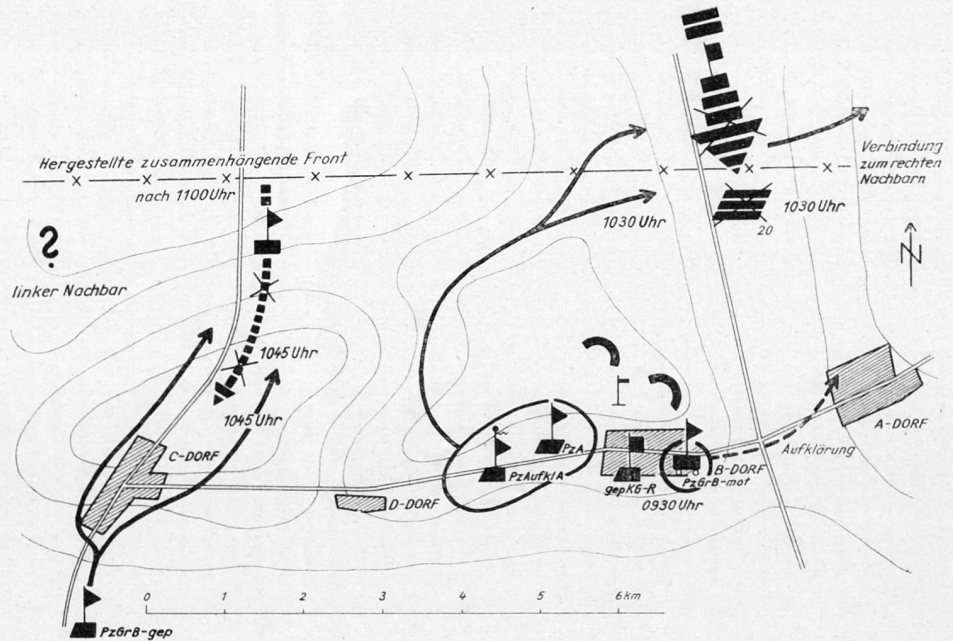 Hergestellte zusammenhängende Front
nach 1100 Uhr
Verbindung
zum rechten
Nachbarn
1030 Uhr
20
N
?
linker Nachbar
1030 Uhr
1045 Uhr
1045 Uhr
C-DORF
D-DORF
PzAufklA
PzA
gepKG-R
B-DORF
PzGrB-mot
0930 Uhr
Aufklärung
A-DORF
0 1 2 3 4 5 6 km
PzGrB-gep